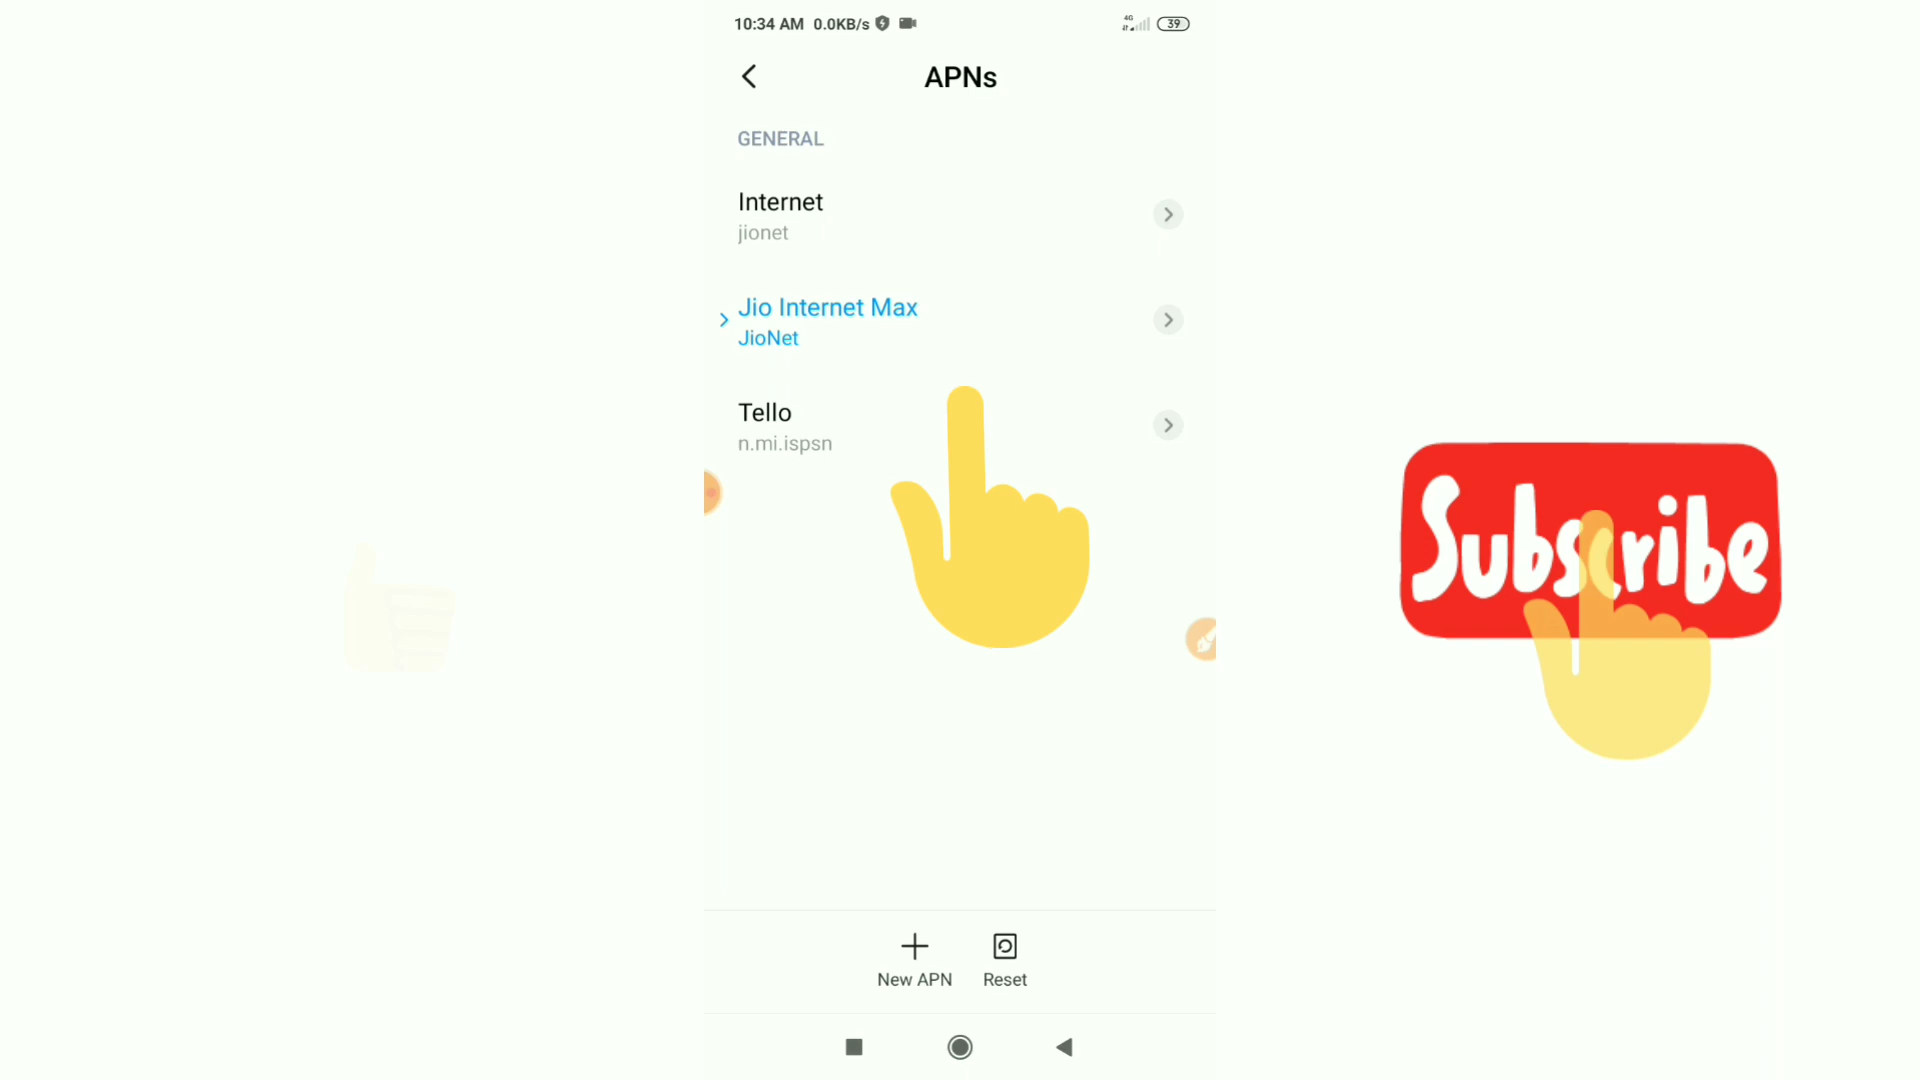 10:34 AM 0.0KB/s 4G 39
APNs
GENERAL
Internet
jionet
Jio Internet Max
JioNet
Tello
n.mi.ispsn
Subscribe
New APN Reset